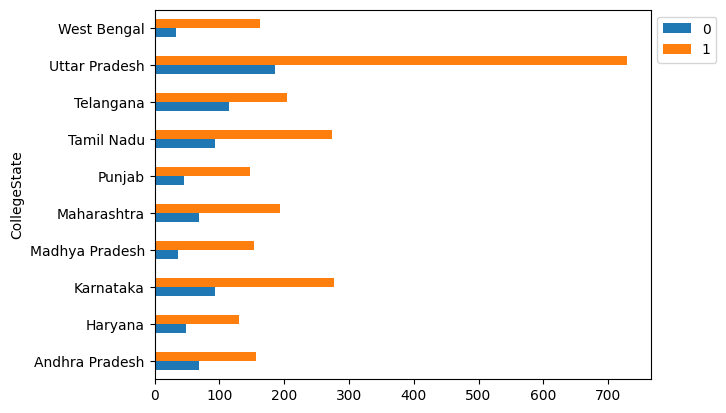 West Bengal
Uttar Pradesh
Telangana
Tamil Nadu
Punjab
Maharashtra
Madhya Pradesh
Karnataka
Haryana
Andhra Pradesh
CollegeState
0 100 200 300 400 500 600 700
0
1